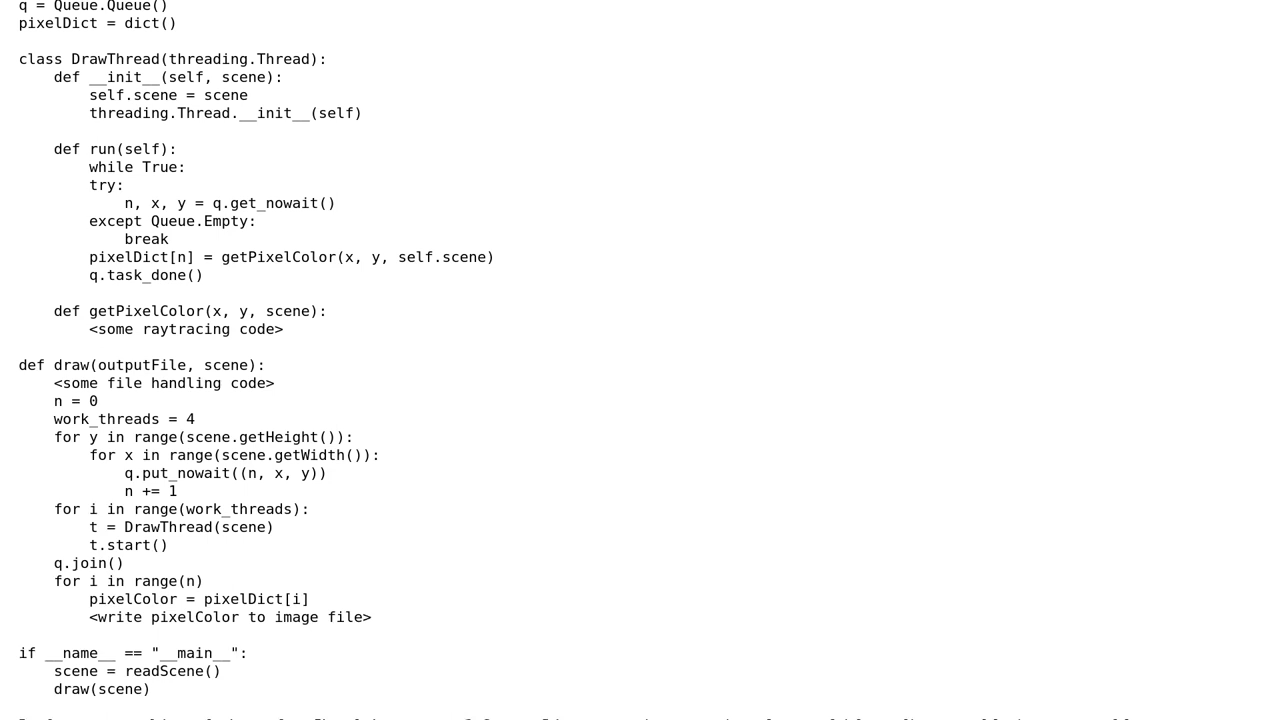 q = Queue.Queue()
pixelDict = dict()

class DrawThread(threading.Thread):
    def __init__(self, scene):
        self.scene = scene
        threading.Thread.__init__(self)

    def run(self):
        while True:
        try:
            n, x, y = q.get_nowait()
        except Queue.Empty:
            break
        pixelDict[n] = getPixelColor(x, y, self.scene)
        q.task_done()

    def getPixelColor(x, y, scene):
        <some raytracing code>

def draw(outputFile, scene):
    <some file handling code>
    n = 0
    work_threads = 4
    for y in range(scene.getHeight()):
        for x in range(scene.getWidth()):
            q.put_nowait((n, x, y))
            n += 1
    for i in range(work_threads):
        t = DrawThread(scene)
        t.start()
    q.join()
    for i in range(n)
        pixelColor = pixelDict[i]
        <write pixelColor to image file>

if __name__ == "__main__":
    scene = readScene()
    draw(scene)